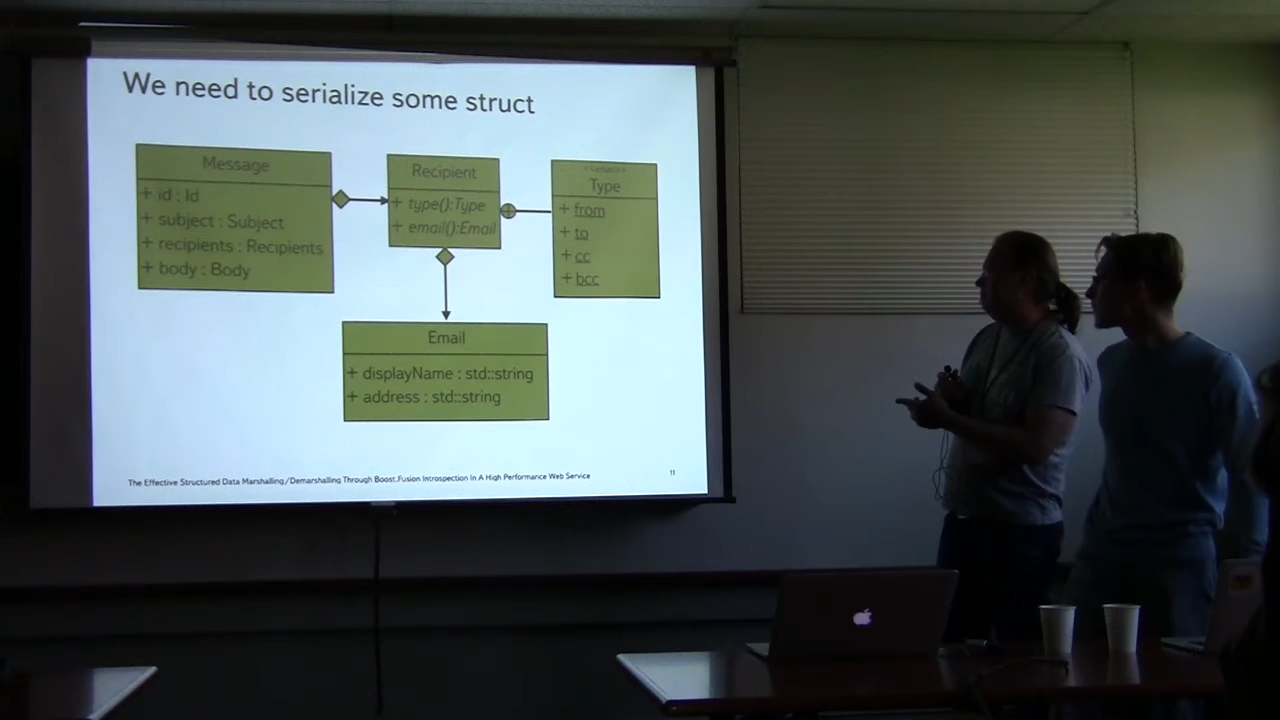 We need to serialize some struct
Message
+ id : Id
+ subject : Subject
+ recipients : Recipients
+ body : Body
Recipient
+ type():Type
+ email():Email
Type
+ from
+ to
+ cc
+ bcc
Email
+ displayName : std::string
+ address : std::string
The Effective Structured Data Marshalling/Demarshalling Through Boost.Fusion Introspection In A High Performance Web Service
11